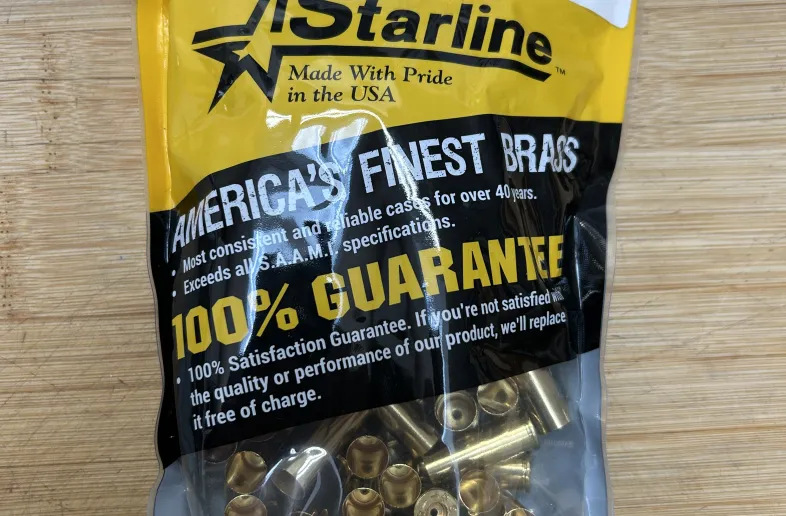 Starline™
Made With Pride
in the USA
AMERICA'S FINEST BRASS
• Most consistent and reliable cases for over 40 years.
• Exceeds all S.A.A.M.I specifications.
100% GUARANTEE
• 100% Satisfaction Guarantee. If you're not satisfied with
the quality or performance of our product, we'll replace
it free of charge.